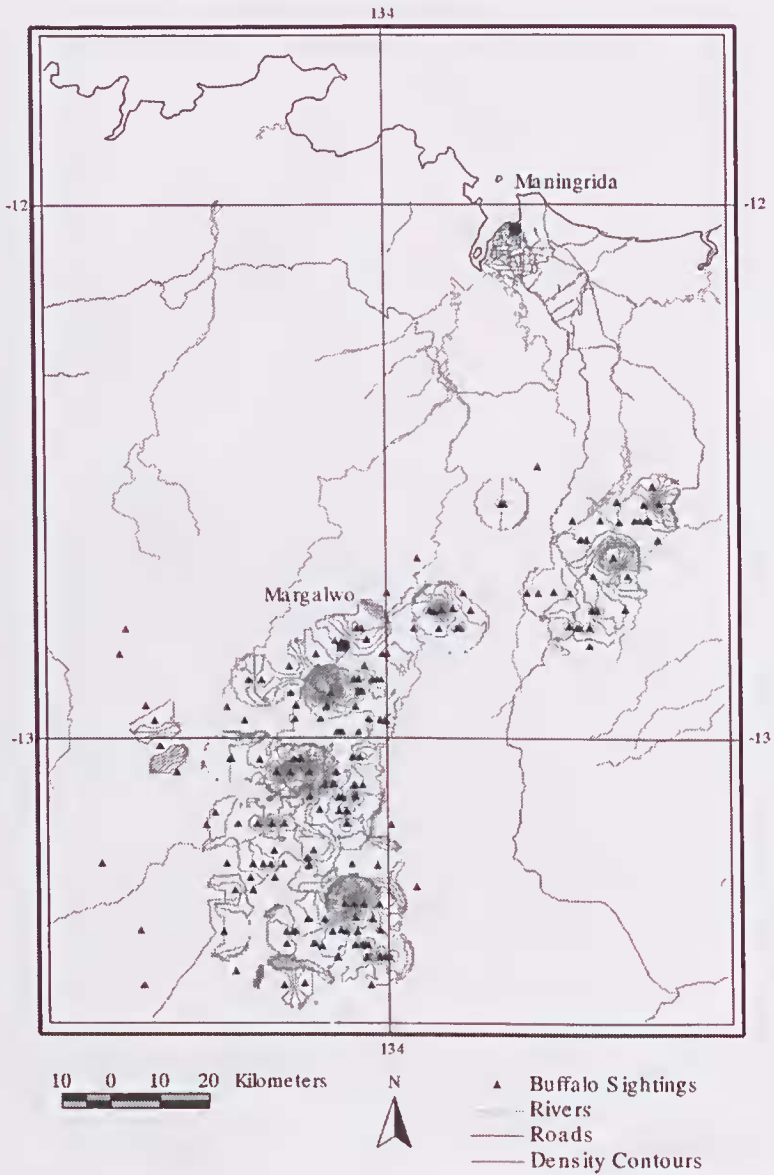 134
Maningrida
-12 -12
Margalwo
-13 -13
134
10 0 10 20 Kilometers
N
Buffalo Sightings
Rivers
Roads
Density Contours